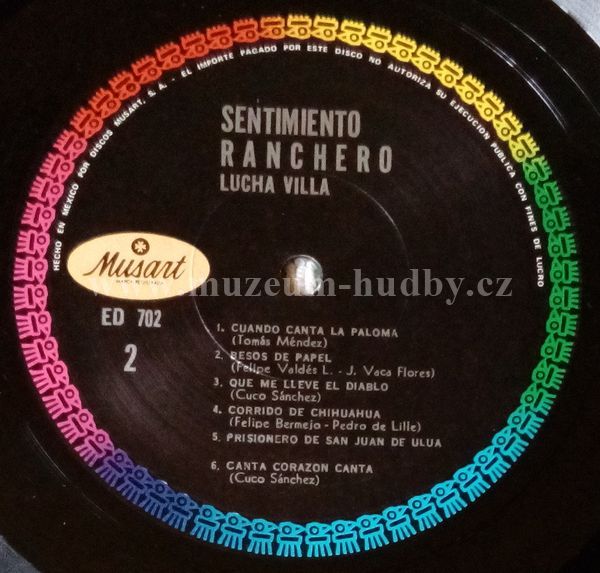 HECHO EN MEXICO POR DISCOS MUSART, S. A. - EL IMPORTE PAGADO POR ESTE DISCO NO AUTORIZA SU EJECUCION PUBLICA CON FINES DE LUCRO
SENTIMIENTO
RANCHERO
LUCHA VILLA
Musart
www.muzeum-hudby.cz
ED 702
2
1. CUANDO CANTA LA PALOMA
(Tomás Méndez)
2. BESOS DE PAPEL
(Felipe Valdés L. - J. Vaca Flores)
3. QUE ME LLEVE EL DIABLO
(Cuco Sánchez)
4. CORRIDO DE CHIHUAHUA
(Felipe Bermejo - Pedro de Lille)
5. PRISIONERO DE SAN JUAN DE ULUA
6. CANTA CORAZON CANTA
(Cuco Sánchez)